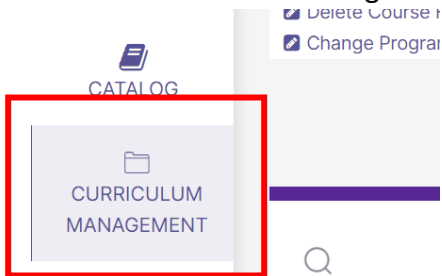 Delete Course
Change Program
CATALOG
CURRICULUM
MANAGEMENT